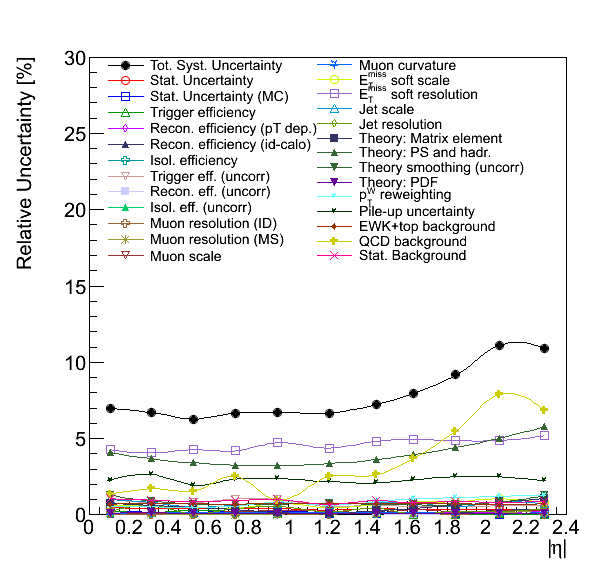 Relative Uncertainty [%]
30
25
20
15
10
5
0
Tot. Syst. Uncertainty
Stat. Uncertainty
Stat. Uncertainty (MC)
Trigger efficiency
Recon. efficiency (pT dep.)
Recon. efficiency (id-calo)
Isol. efficiency
Trigger eff. (uncorr)
Recon. eff. (uncorr)
Isol. eff. (uncorr)
Muon resolution (ID)
Muon resolution (MS)
Muon scale
Muon curvature
E_T^miss soft scale
E_T^miss soft resolution
Jet scale
Jet resolution
Theory: Matrix element
Theory: PS and hadr.
Theory smoothing (uncorr)
Theory: PDF
p_T^W reweighting
Pile-up uncertainty
EWK+top background
QCD background
Stat. Background
0 0.2 0.4 0.6 0.8 1 1.2 1.4 1.6 1.8 2 2.2 2.4
|η|